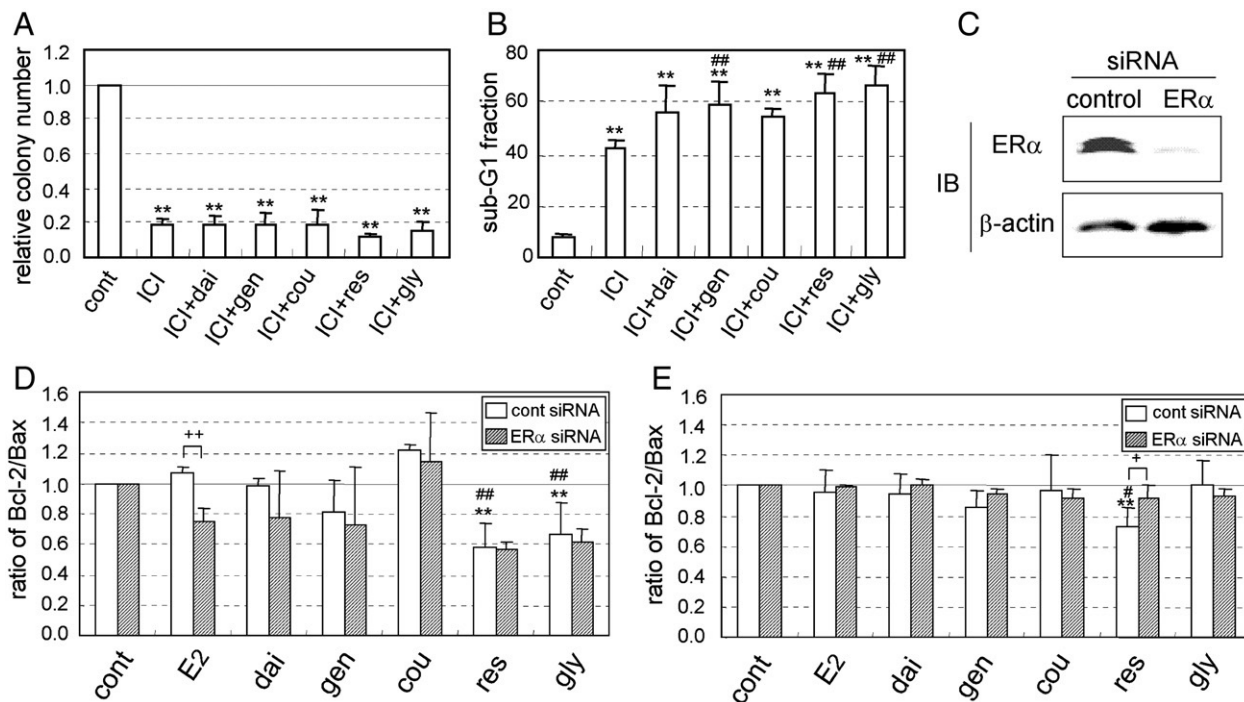 A
relative colony number
1.2
1.0
0.8
0.6
0.4
0.2
0.0
** ** ** ** ** **
cont ICI ICI+dai ICI+gen ICI+cou ICI+res ICI+gly
B
sub-G1 fraction
80
60
40
20
0
** ** ## ** ** ** ## ** ##
cont ICI ICI+dai ICI+gen ICI+cou ICI+res ICI+gly
C
siRNA
control ERα
IB
ERα
β-actin
D
ratio of Bcl-2/Bax
1.6
1.4
1.2
1.0
0.8
0.6
0.4
0.2
0.0
cont siRNA
ERα siRNA
++
## ##
** **
cont E2 dai gen cou res gly
E
ratio of Bcl-2/Bax
1.6
1.4
1.2
1.0
0.8
0.6
0.4
0.2
0.0
cont siRNA
ERα siRNA
+
#
**
cont E2 dai gen cou res gly